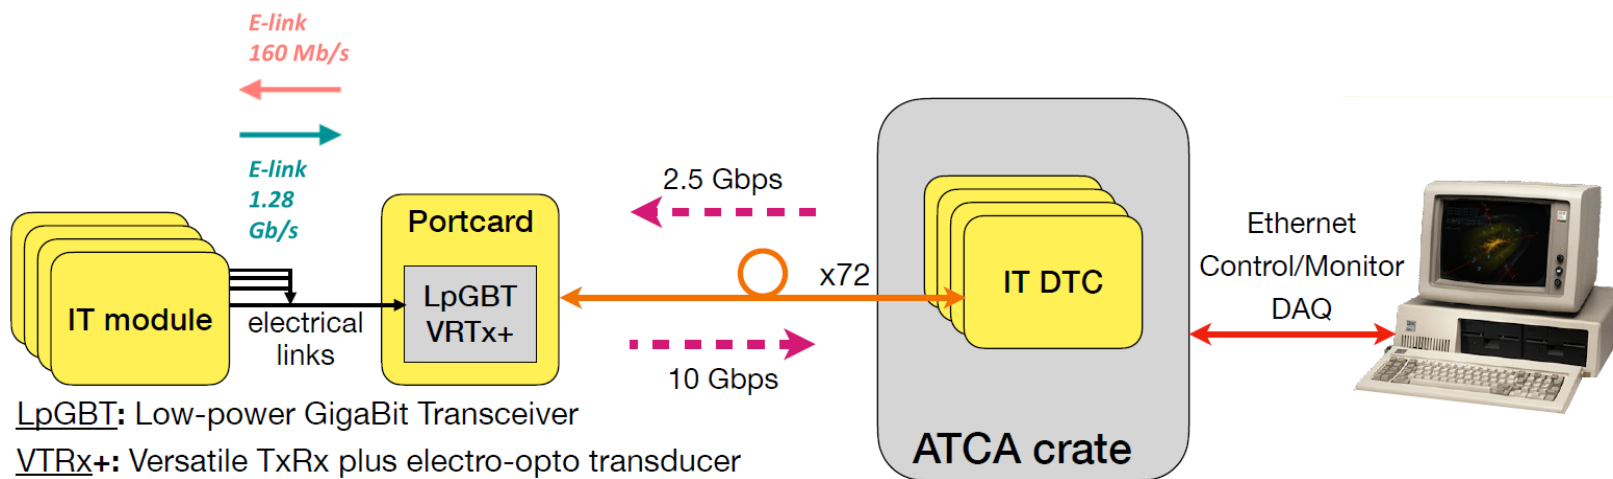 E-link
160 Mb/s
E-link
1.28
Gb/s
IT module
electrical
links
Portcard
LpGBT
VRTx+
2.5 Gbps
x72
10 Gbps
IT DTC
ATCA crate
Ethernet
Control/Monitor
DAQ
LpGBT: Low-power GigaBit Transceiver
VTRx+: Versatile TxRx plus electro-opto transducer